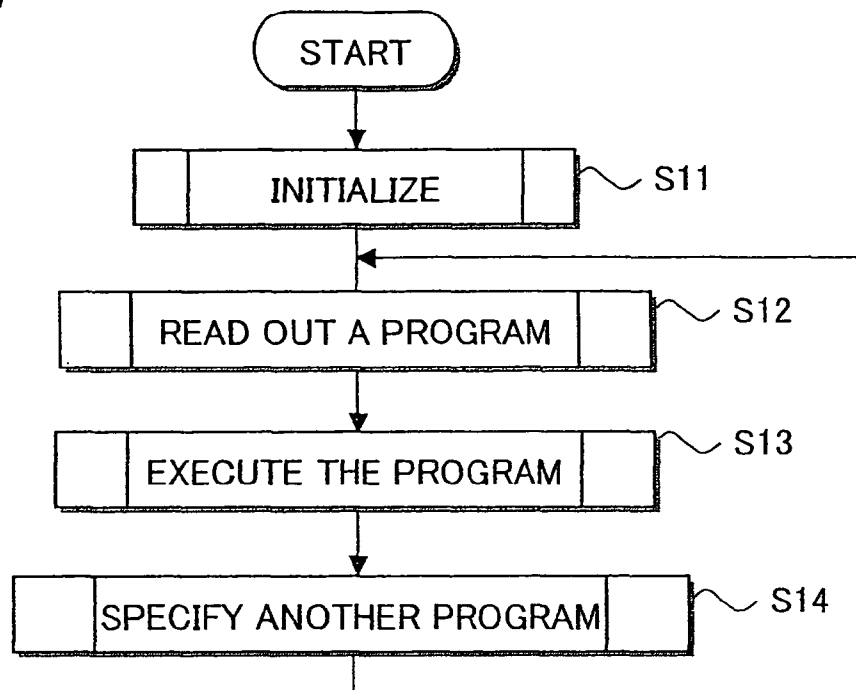 START
INITIALIZE
S11
READ OUT A PROGRAM
S12
EXECUTE THE PROGRAM
S13
SPECIFY ANOTHER PROGRAM
S14